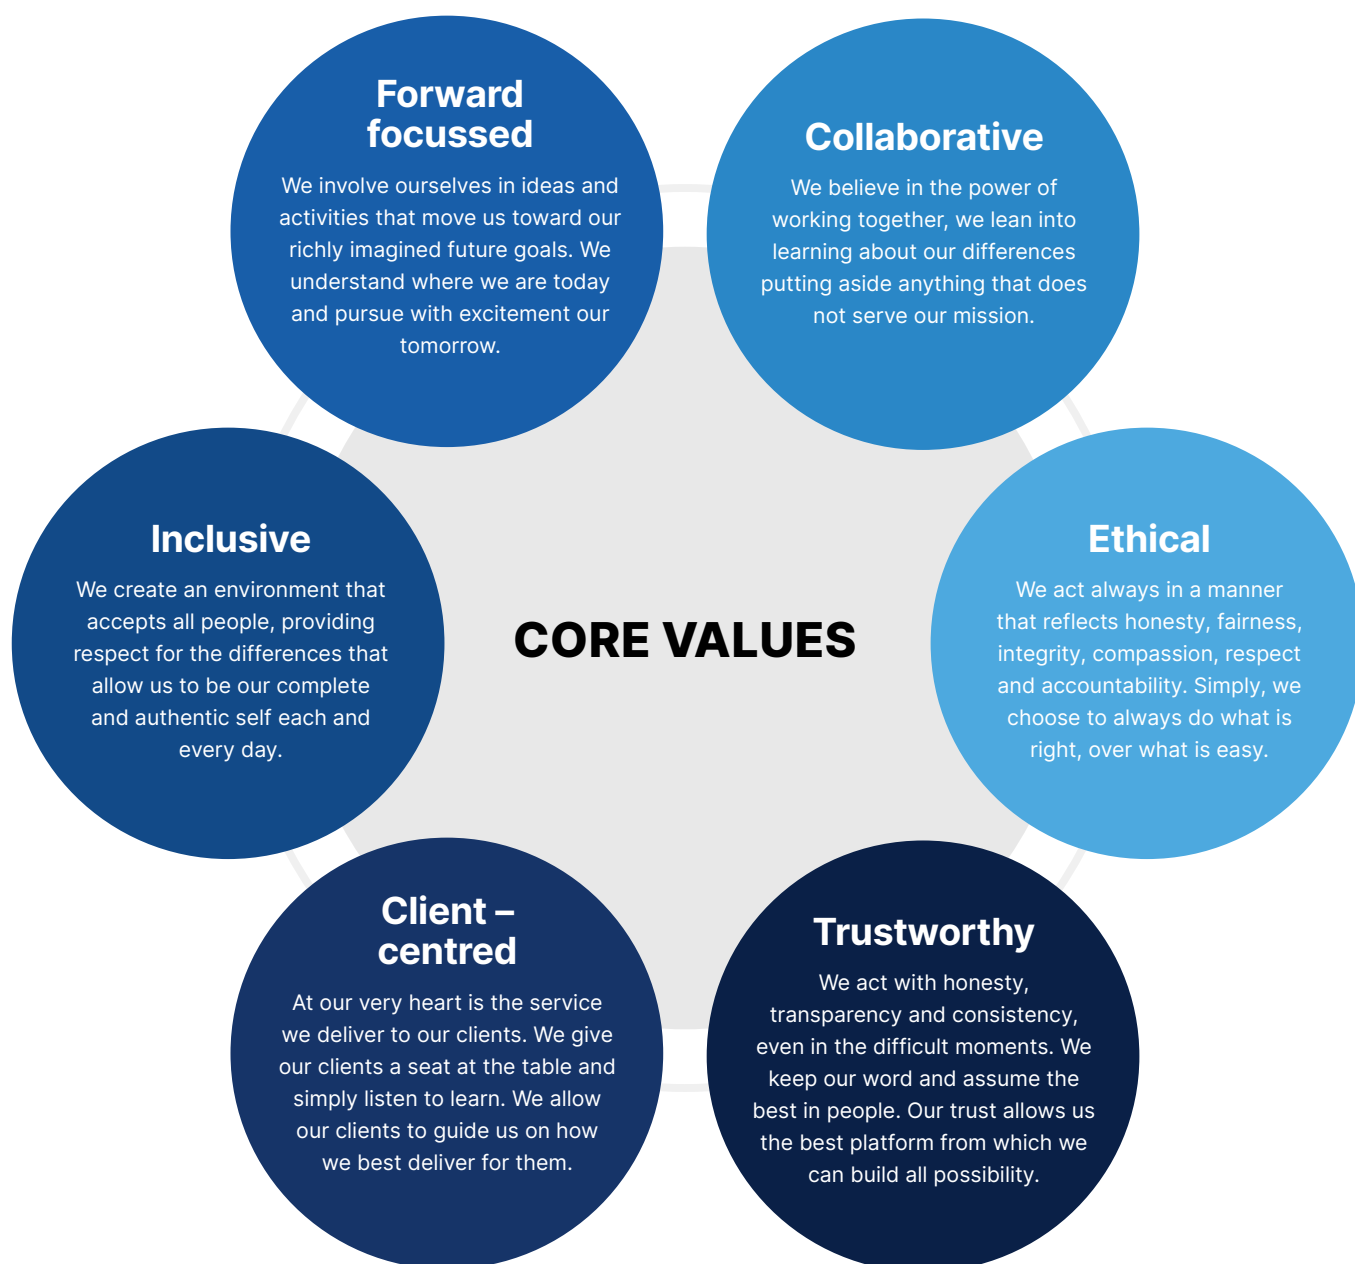 Forward
focussed
We involve ourselves in ideas and
activities that move us toward our
richly imagined future goals. We
understand where we are today
and pursue with excitement our
tomorrow.
Collaborative
We believe in the power of
working together, we lean into
learning about our differences
putting aside anything that does
not serve our mission.
Inclusive
We create an environment that
accepts all people, providing
respect for the differences that
allow us to be our complete
and authentic self each and
every day.
CORE VALUES
Ethical
We act always in a manner
that reflects honesty, fairness,
integrity, compassion, respect
and accountability. Simply, we
choose to always do what is
right, over what is easy.
Client –
centred
At our very heart is the service
we deliver to our clients. We give
our clients a seat at the table and
simply listen to learn. We allow
our clients to guide us on how
we best deliver for them.
Trustworthy
We act with honesty,
transparency and consistency,
even in the difficult moments. We
keep our word and assume the
best in people. Our trust allows us
the best platform from which we
can build all possibility.